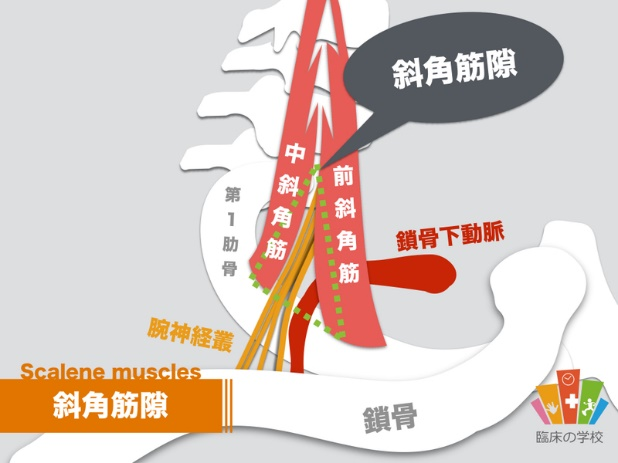 斜角筋隙
中斜角筋
前斜角筋
第1肋骨
鎖骨下動脈
腕神経叢
Scalene muscles
斜角筋隙
鎖骨
臨床の学校